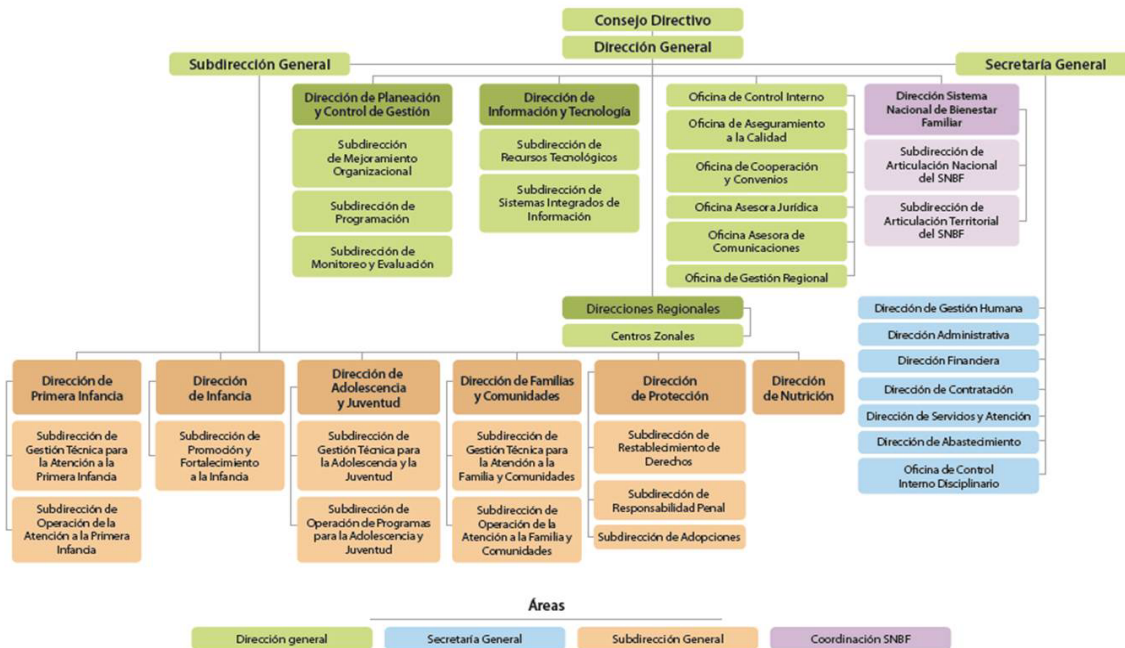 Consejo Directivo
Dirección General
Subdirección General
Secretaría General
Dirección de Planeación
y Control de Gestión
Subdirección
de Mejoramiento
Organizacional
Subdirección de
Programación
Subdirección de
Monitoreo y Evaluación
Dirección de
Información y Tecnología
Subdirección de
Recursos Tecnológicos
Subdirección de
Sistemas Integrados de
Información
Oficina de Control Interno
Oficina de Aseguramiento
a la Calidad
Oficina de Cooperación
y Convenios
Oficina Asesora Jurídica
Oficina Asesora de
Comunicaciones
Oficina de Gestión Regional
Dirección Sistema
Nacional de Bienestar
Familiar
Subdirección de
Articulación Nacional
del SNBF
Subdirección de
Articulación Territorial
del SNBF
Direcciones Regionales
Centros Zonales
Dirección de Gestión Humana
Dirección Administrativa
Dirección Financiera
Dirección de Contratación
Dirección de Servicios y Atención
Dirección de Abastecimiento
Oficina de Control
Interno Disciplinario
Dirección de
Primera Infancia
Subdirección de
Gestión Técnica para
la Atención a la
Primera Infancia
Subdirección de
Operación de la
Atención a la Primera
Infancia
Dirección
de Infancia
Subdirección de
Promoción y
Fortalecimiento
a la Infancia
Dirección de
Adolescencia
y Juventud
Subdirección de
Gestión Técnica para
la Adolescencia y la
Juventud
Subdirección de
Operación de Programas
para la Adolescencia y
Juventud
Dirección de Familias
y Comunidades
Subdirección de
Gestión Técnica para
la Atención a la
Familia y Comunidades
Subdirección de
Operación de la
Atención a la Familia y
Comunidades
Dirección
de Protección
Subdirección de
Restablecimiento de
Derechos
Subdirección de
Responsabilidad Penal
Subdirección de Adopciones
Dirección
de Nutrición
Áreas
Dirección general
Secretaría General
Subdirección General
Coordinación SNBF